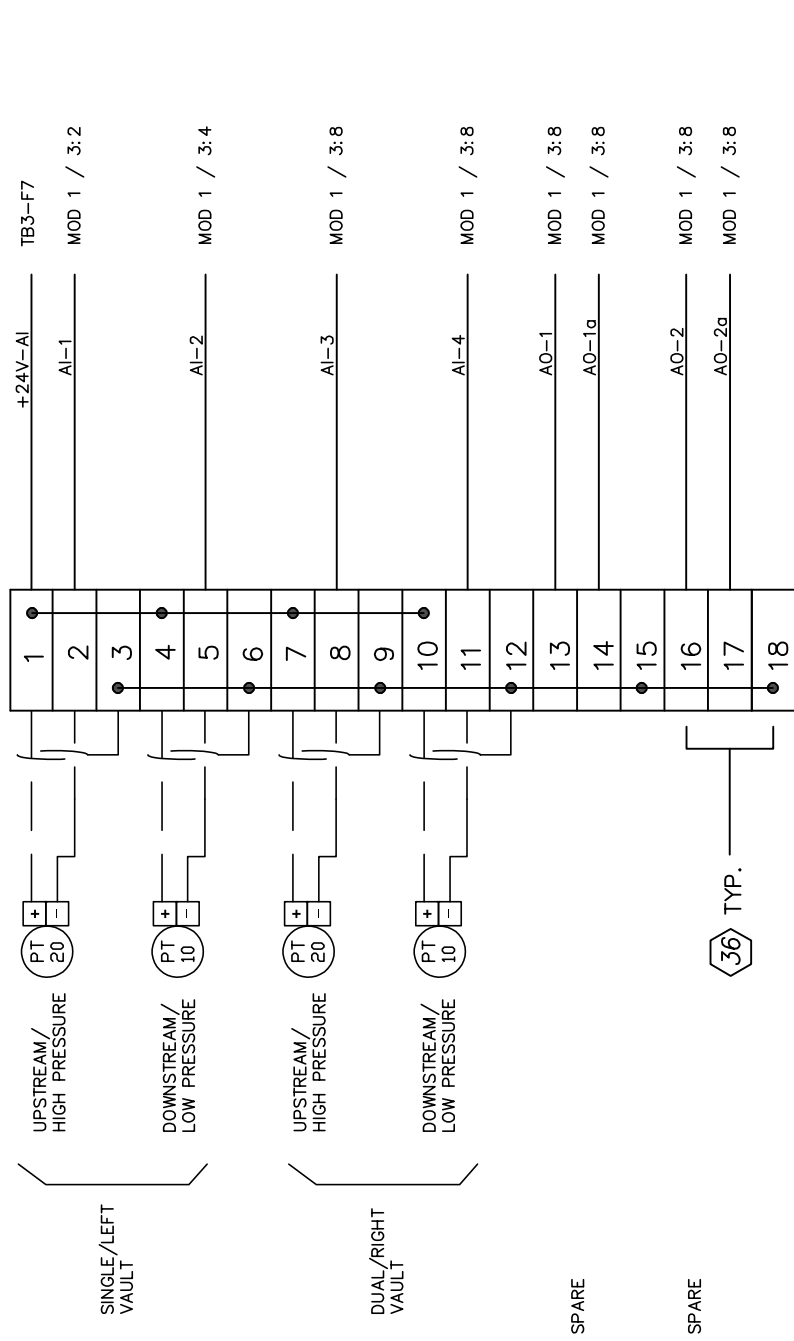 TB3-F7
MOD 1 / 3:2
MOD 1 / 3:4
MOD 1 / 3:8
MOD 1 / 3:8
MOD 1 / 3:8
MOD 1 / 3:8
MOD 1 / 3:8
MOD 1 / 3:8
+24V-AI
AI-1
AI-2
AI-3
AI-4
AO-1
AO-1a
AO-2
AO-2a
1
2
3
4
5
6
7
8
9
10
11
12
13
14
15
16
17
18
+
-
PT
20
+
-
PT
10
+
-
PT
20
+
-
PT
10
36 TYP.
UPSTREAM/
HIGH PRESSURE
DOWNSTREAM/
LOW PRESSURE
UPSTREAM/
HIGH PRESSURE
DOWNSTREAM/
LOW PRESSURE
SINGLE/LEFT
VAULT
DUAL/RIGHT
VAULT
SPARE
SPARE